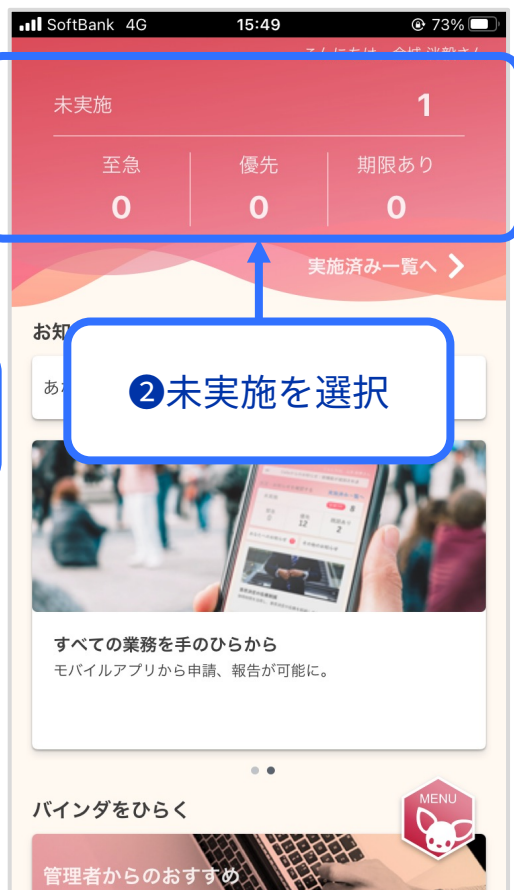 SoftBank 4G 15:49 73%
未実施 1
至急 優先 期限あり
0 0 0
実施済み一覧へ
お知
❷未実施を選択
すべての業務を手のひらから
モバイルアプリから申請、報告が可能に。
バインダをひらく
MENU
管理者からのおすすめ